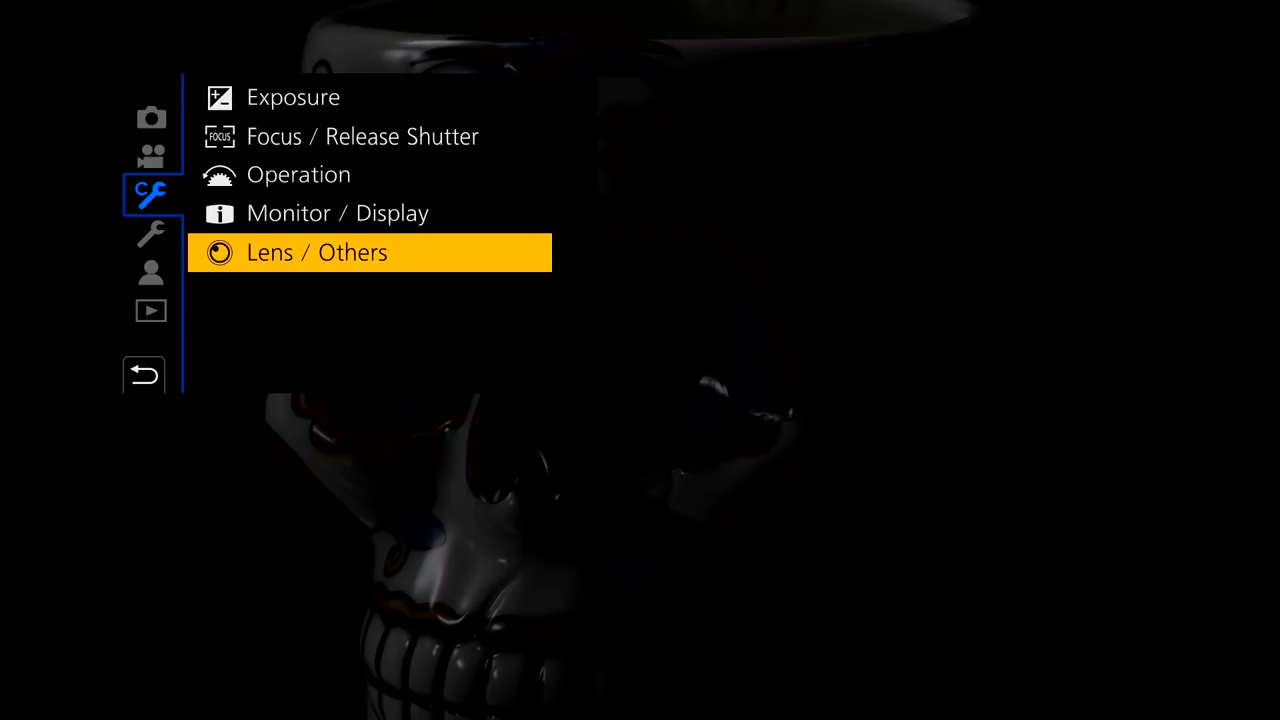 Exposure
FOCUS
Focus / Release Shutter
Operation
Monitor / Display
C
Lens / Others